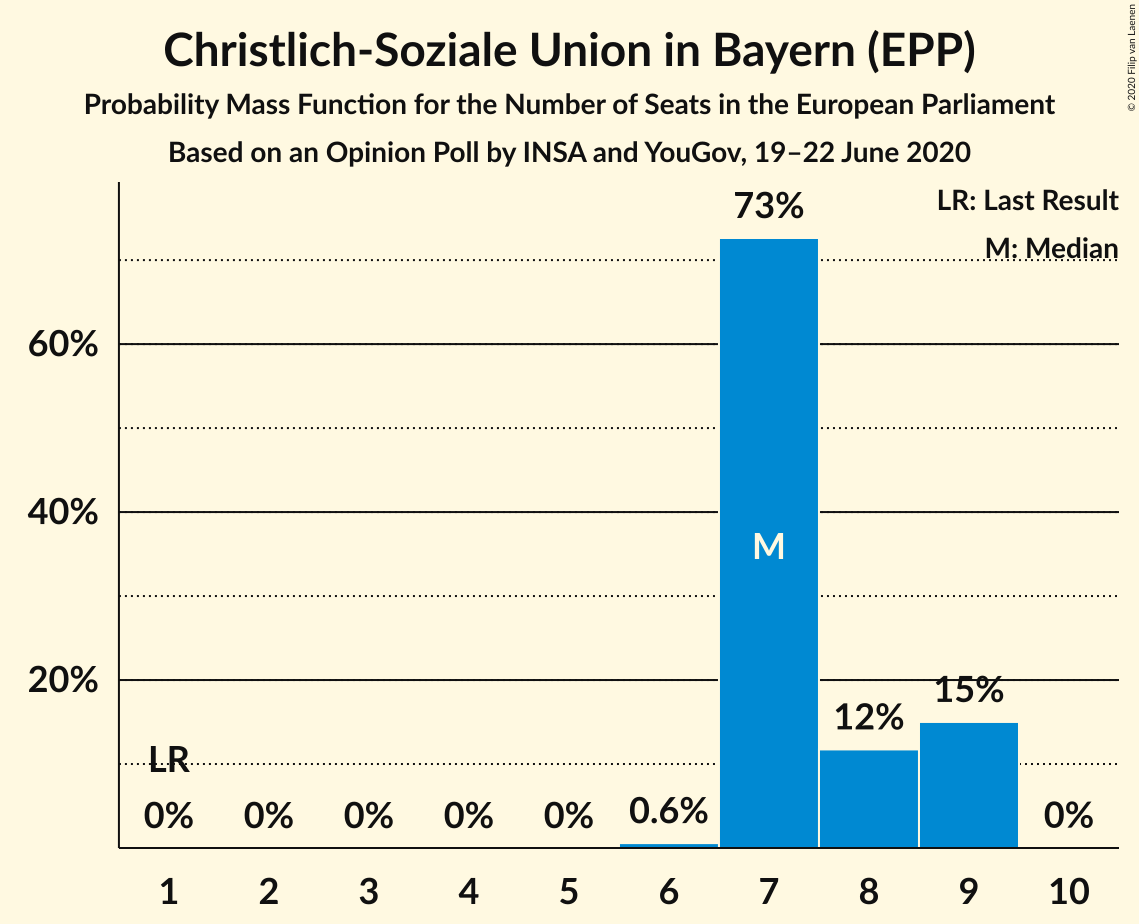 Christlich-Soziale Union in Bayern (EPP)
Probability Mass Function for the Number of Seats in the European Parliament
Based on an Opinion Poll by INSA and YouGov, 19–22 June 2020
© 2020 Filip van Laenen
LR: Last Result
M: Median
73%
60%
40%
M
20%
15%
12%
LR
0% 0% 0% 0% 0% 0.6% 0%
1 2 3 4 5 6 7 8 9 10